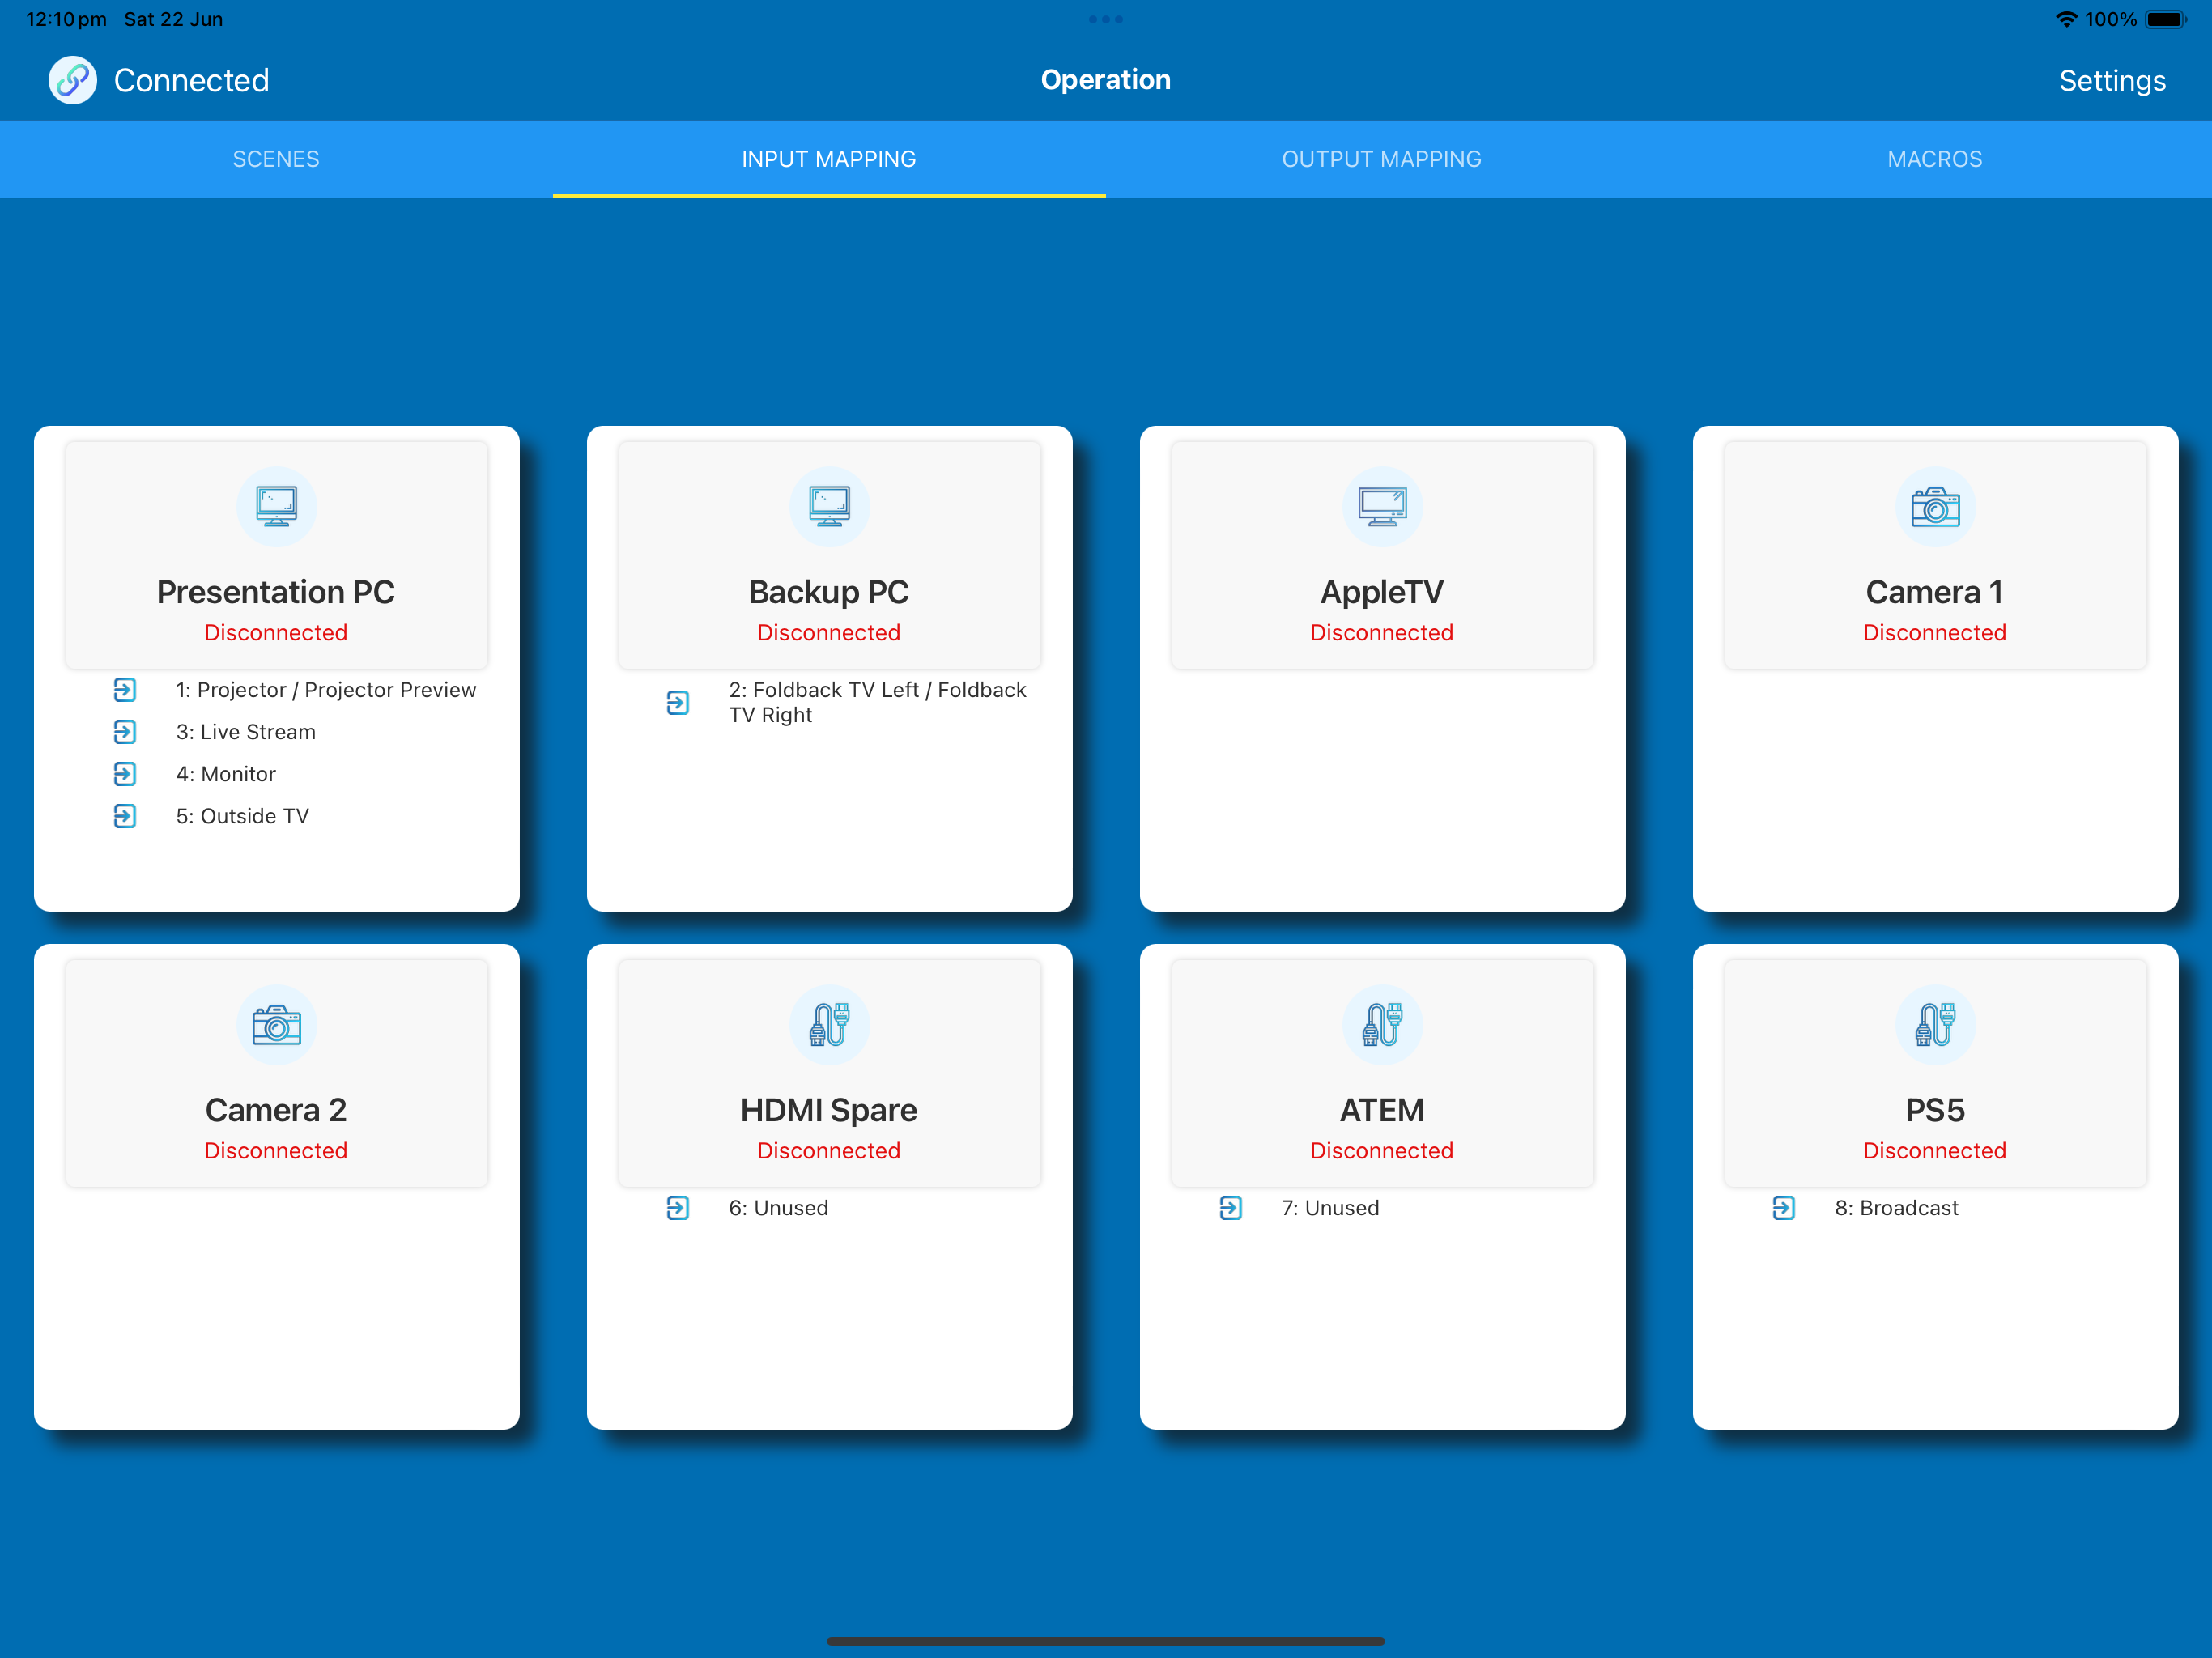 12:10 pm Sat 22 Jun
100%
Connected
Operation
Settings
SCENES
INPUT MAPPING
OUTPUT MAPPING
MACROS
Presentation PC
Disconnected
1: Projector / Projector Preview
3: Live Stream
4: Monitor
5: Outside TV
Backup PC
Disconnected
2: Foldback TV Left / Foldback
TV Right
AppleTV
Disconnected
Camera 1
Disconnected
Camera 2
Disconnected
HDMI Spare
Disconnected
6: Unused
ATEM
Disconnected
7: Unused
PS5
Disconnected
8: Broadcast